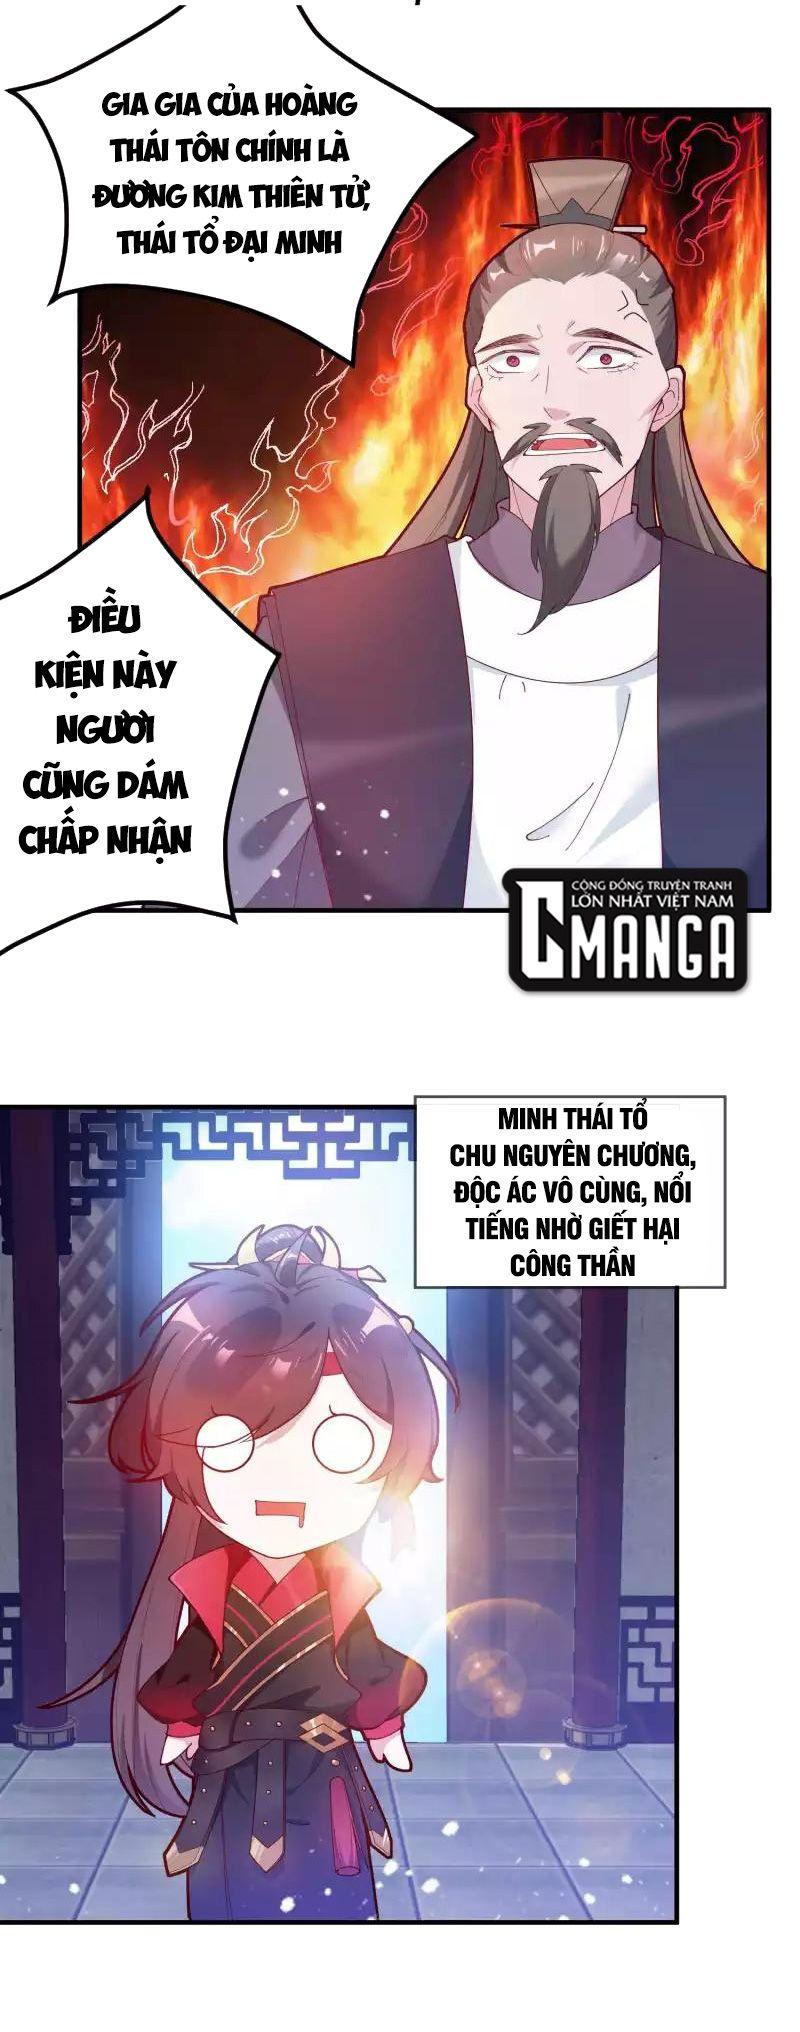 GIA GIA CỦA HOÀNG
THÁI TÔN CHÍNH LÀ
ĐƯƠNG KIM THIÊN TỬ,
THÁI TỔ ĐẠI MINH
ĐIỀU
KIỆN NÀY
NGƯƠI
CŨNG DÁM
CHẤP NHẬN
CỘNG ĐỒNG TRUYỆN TRANH
LỚN NHẤT VIỆT NAM
CMANGA
MINH THÁI TỔ
CHU NGUYÊN CHƯƠNG,
ĐỘC ÁC VÔ CÙNG, NỔI
TIẾNG NHỜ GIẾT HẠI
CÔNG THẦN